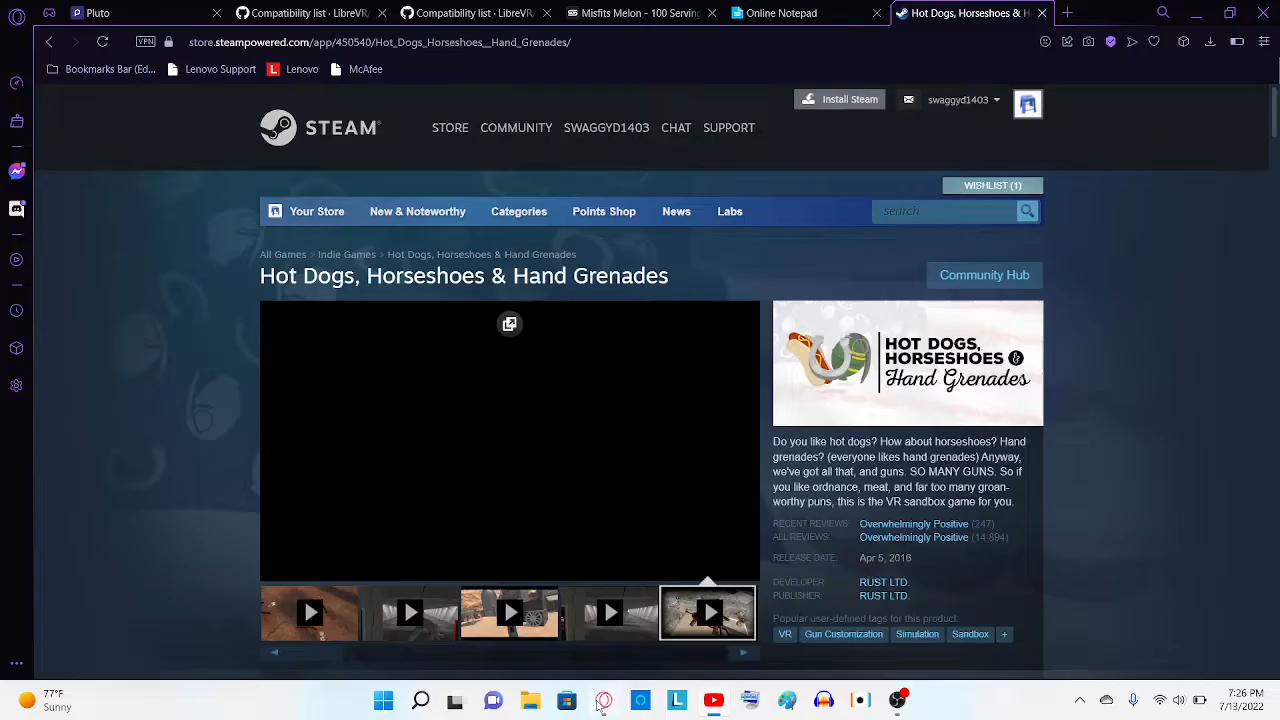 Pluto
Compatibility list - LibreVR/
Compatibility list - LibreVR/
Misfits Melon - 100 Serving
Online Notepad
Hot Dogs, Horseshoes & H
VPN
store.steampowered.com/app/450540/Hot_Dogs_Horseshoes__Hand_Grenades/
Bookmarks Bar (Ed...
Lenovo Support
L
Lenovo
McAfee
Install Steam
swaggyd1403
STEAM®
STORE
COMMUNITY
SWAGGYD1403
CHAT
SUPPORT
WISHLIST (1)
Your Store
New & Noteworthy
Categories
Points Shop
News
Labs
search
All Games > Indie Games > Hot Dogs, Horseshoes & Hand Grenades
Hot Dogs, Horseshoes & Hand Grenades
Community Hub
HOT DOGS,
HORSESHOES &
Hand Grenades
Do you like hot dogs? How about horseshoes? Hand
grenades? (everyone likes hand grenades) Anyway,
we've got all that, and guns. SO MANY GUNS. So if
you like ordnance, meat, and far too many groan-
worthy puns, this is the VR sandbox game for you.
RECENT REVIEWS: Overwhelmingly Positive (247)
ALL REVIEWS: Overwhelmingly Positive (14,894)
RELEASE DATE: Apr 5, 2016
DEVELOPER: RUST LTD.
PUBLISHER: RUST LTD.
Popular user-defined tags for this product:
VR
Gun Customization
Simulation
Sandbox
+
77°F
Sunny
L
7:26 PM
7/13/2022